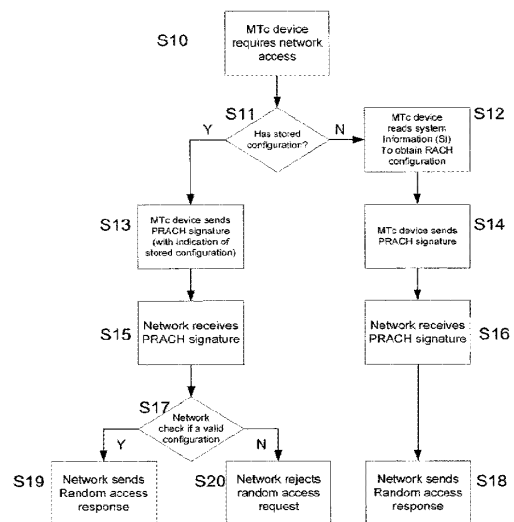 S10
MTc device
requires network
access
S11
Has stored
configuration?
Y
N
S12
MTc device
reads system
Information (SI)
To obtain RACH
configuration
S13
MTc device sends
PRACH signature
(with indication of
stored configuration)
S14
MTc device sends
PRACH signature
S15
Network receives
PRACH signature
S16
Network receives
PRACH signature
S17
Network
check if a valid
configuration
Y
N
S19
Network sends
Random access
response
S20
Network rejects
random access
request
Network sends
Random access
response
S18